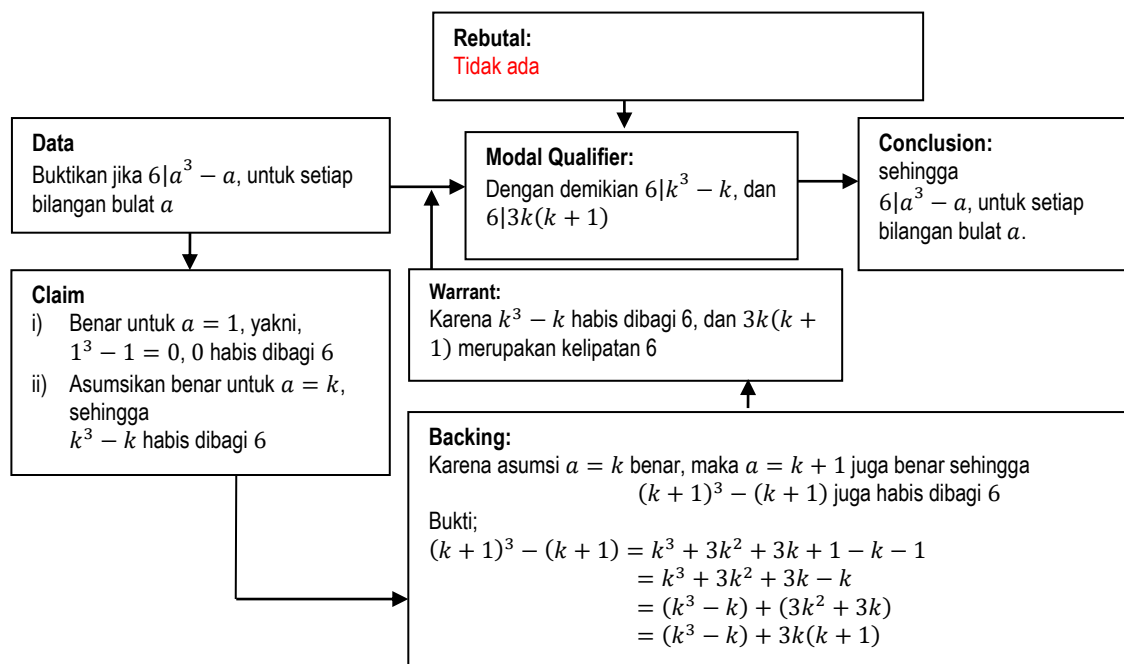 Rebutal:
Tidak ada
Data
Buktikan jika 6|a³ − a, untuk setiap
bilangan bulat a
Modal Qualifier:
Dengan demikian 6|k³ − k, dan
6|3k(k + 1)
Conclusion:
sehingga
6|a³ − a, untuk setiap
bilangan bulat a.
Claim
i) Benar untuk a = 1, yakni,
1³ − 1 = 0, 0 habis dibagi 6
ii) Asumsikan benar untuk a = k,
sehingga
k³ − k habis dibagi 6
Warrant:
Karena k³ − k habis dibagi 6, dan 3k(k +
1) merupakan kelipatan 6
Backing:
Karena asumsi a = k benar, maka a = k + 1 juga benar sehingga
(k + 1)³ − (k + 1) juga habis dibagi 6
Bukti;
(k + 1)³ − (k + 1) = k³ + 3k² + 3k + 1 − k − 1
= k³ + 3k² + 3k − k
= (k³ − k) + (3k² + 3k)
= (k³ − k) + 3k(k + 1)